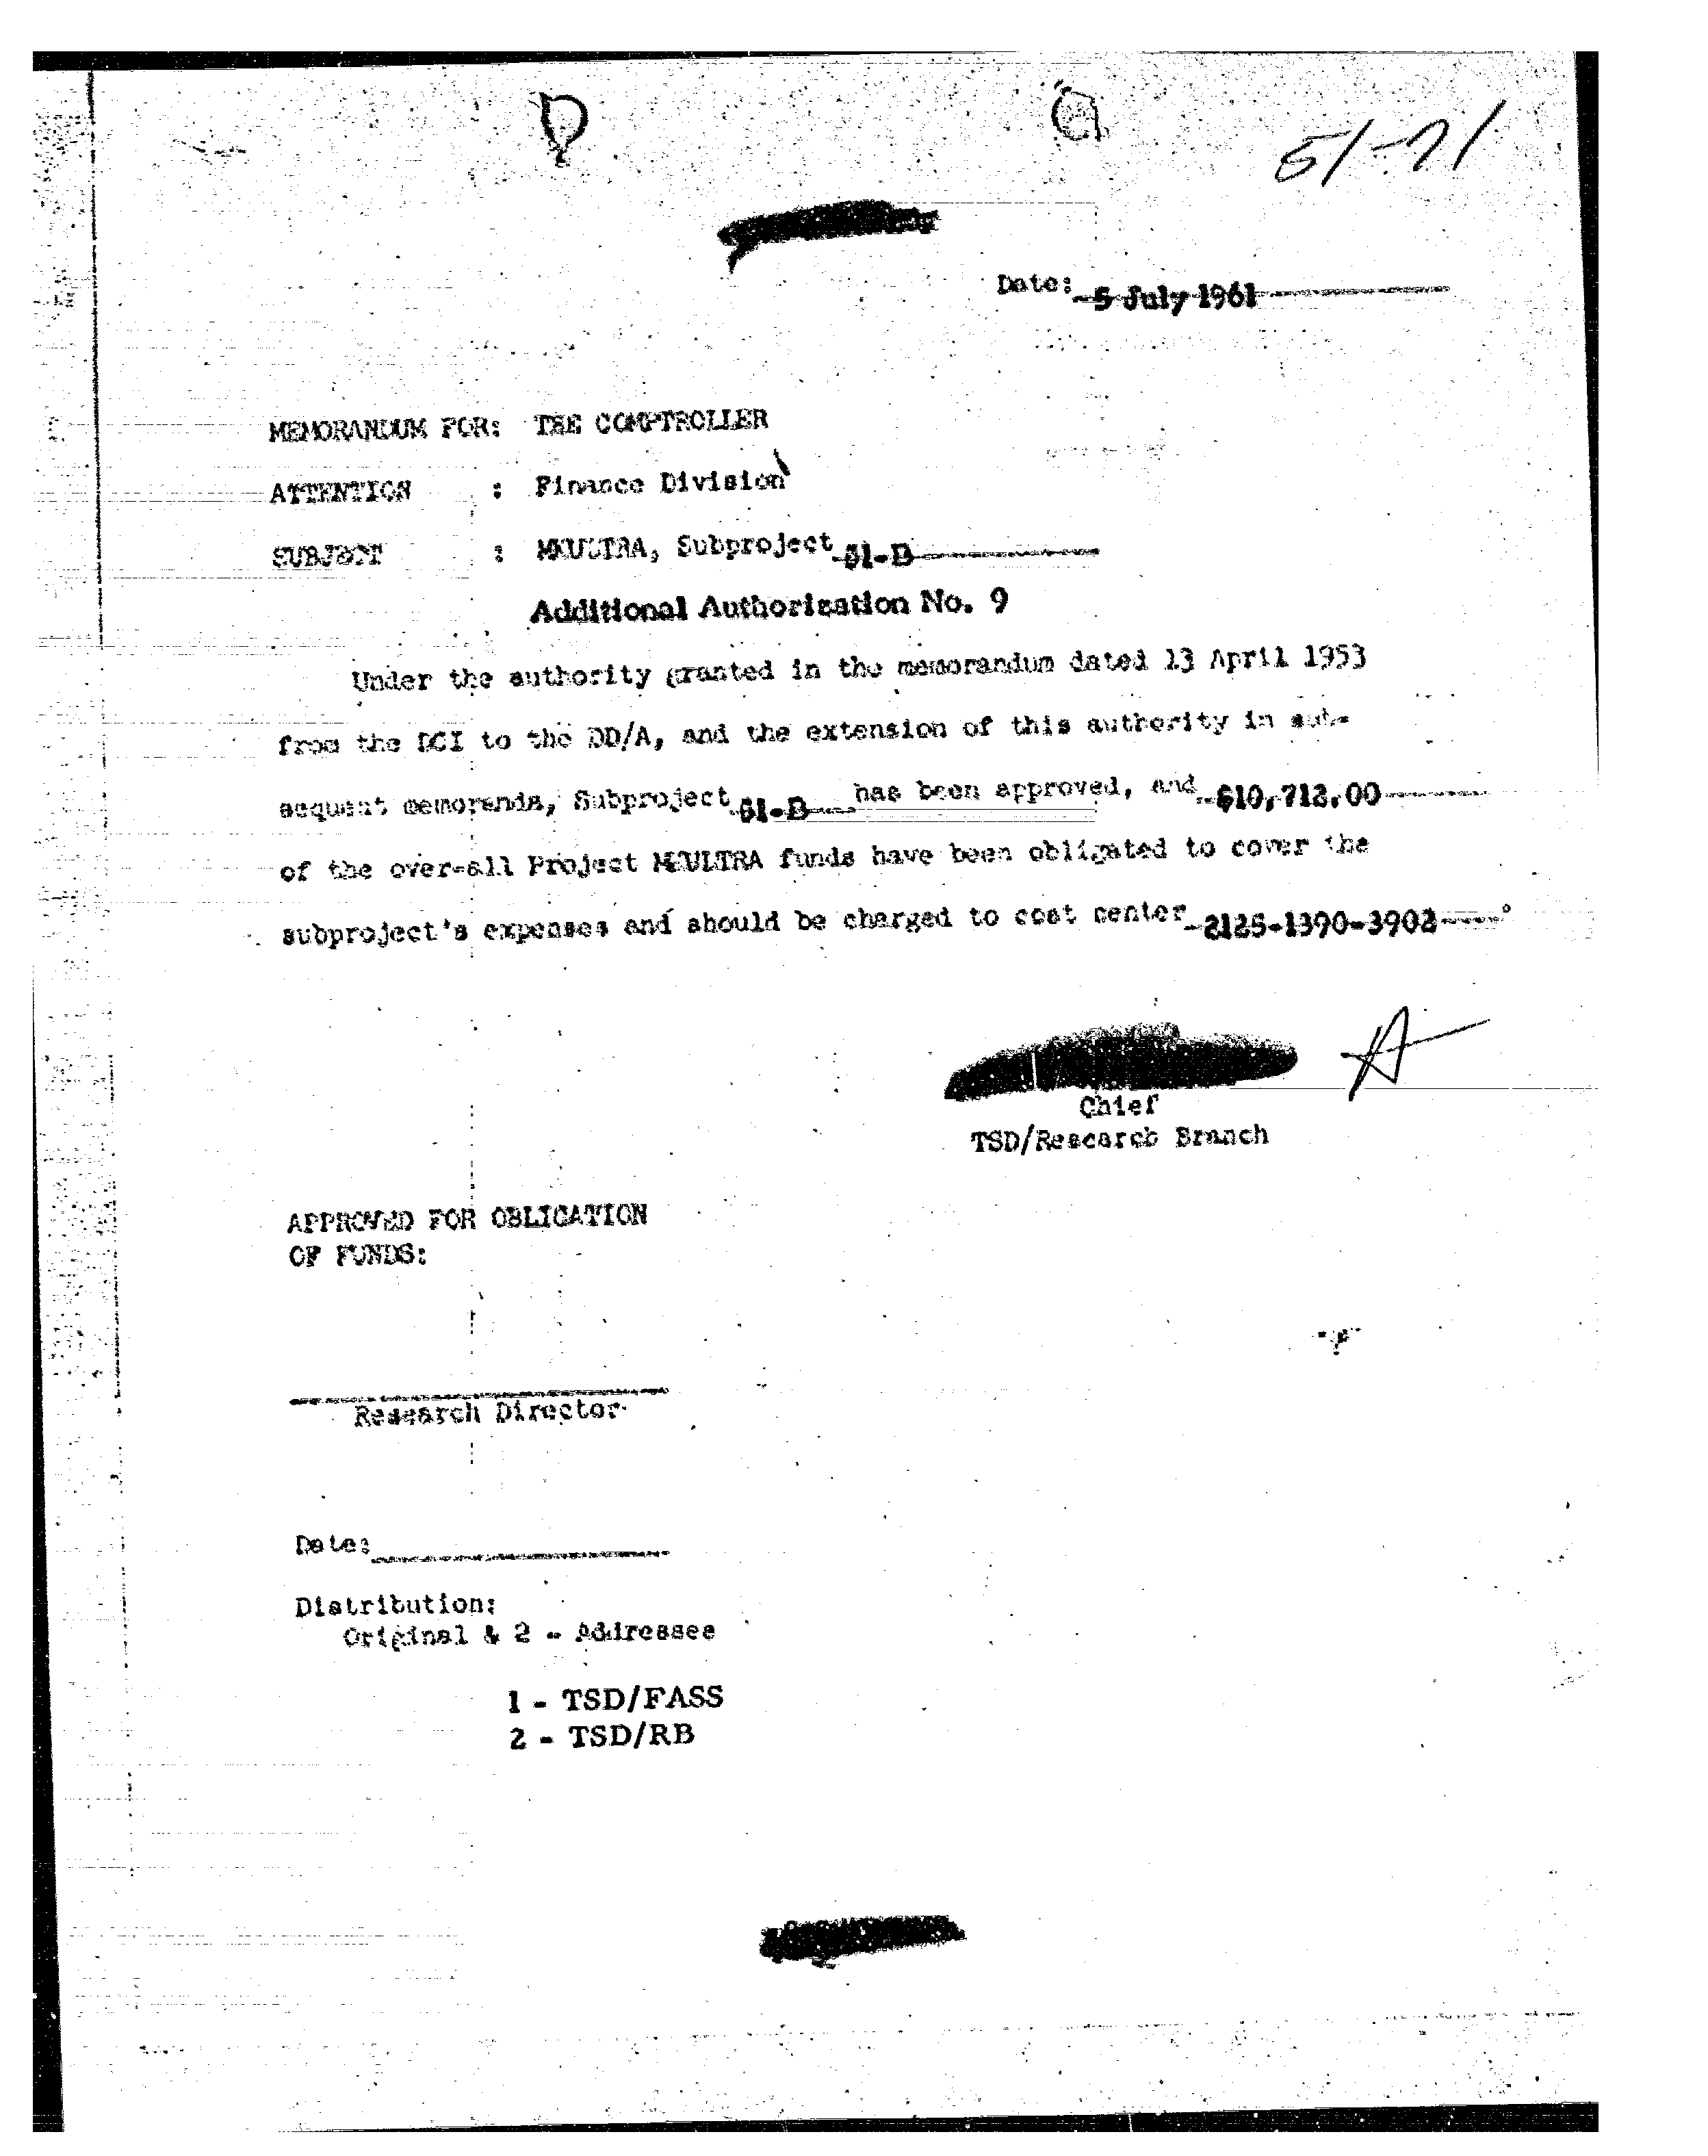 51-71
Date: 5 July 1961
MEMORANDUM FOR: THE COMPTROLLER
ATTENTION : Finance Division
SUBJECT : MKULTRA, Subproject 51-B
Additional Authorization No. 9
Under the authority granted in the memorandum dated 13 April 1953
from the DCI to the DD/A, and the extension of this authority in sub-
sequent memoranda, Subproject 51-B has been approved, and
of the over-all Project MKULTRA funds have been obligated to cover the
subproject's expenses and should be charged to cost center 2125-1390-3902.
Chief
TSD/Research Branch
APPROVED FOR OBLIGATION
OF FUNDS:
Research Director
Date:
Distribution:
Original & 2 - Addressee
1 - TSD/FASS
2 - TSD/RB